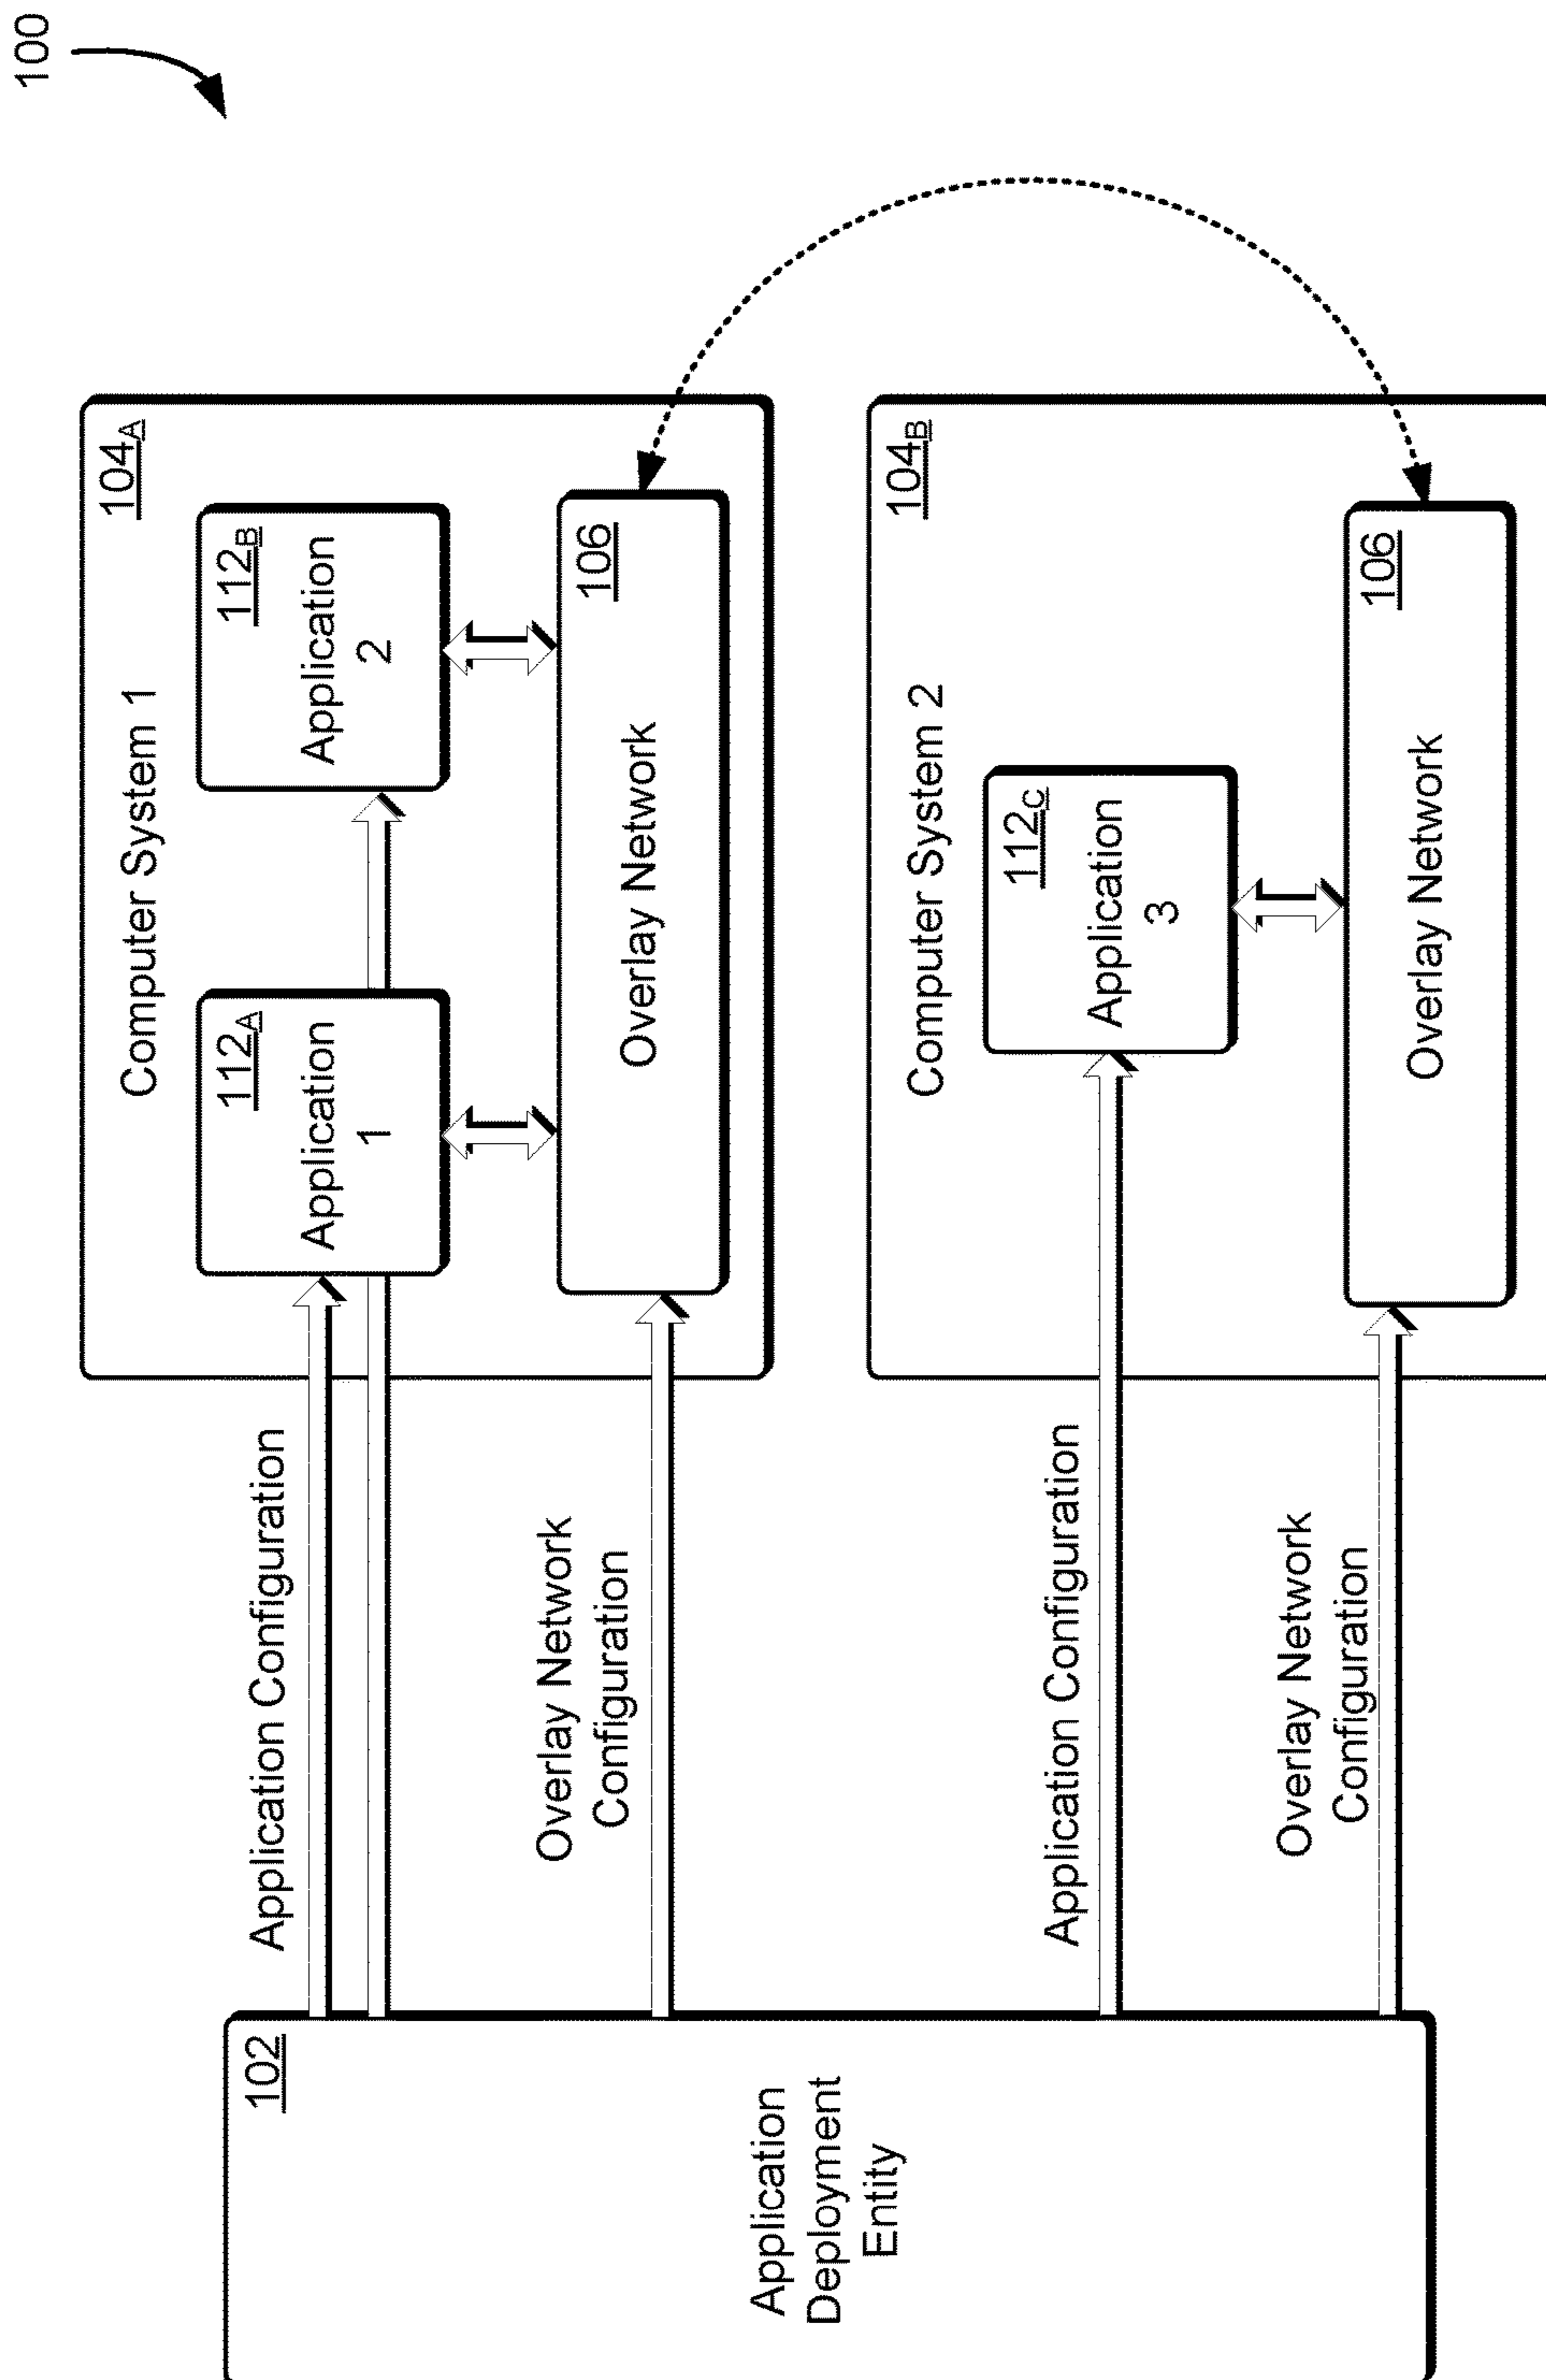 100
102
Application
Deployment
Entity
Application Configuration
Overlay Network
Configuration
Application Configuration
Overlay Network
Configuration
Computer System 1
104A
112A
Application
1
112B
Application
2
106
Overlay Network
Computer System 2
104B
112C
Application
3
106
Overlay Network